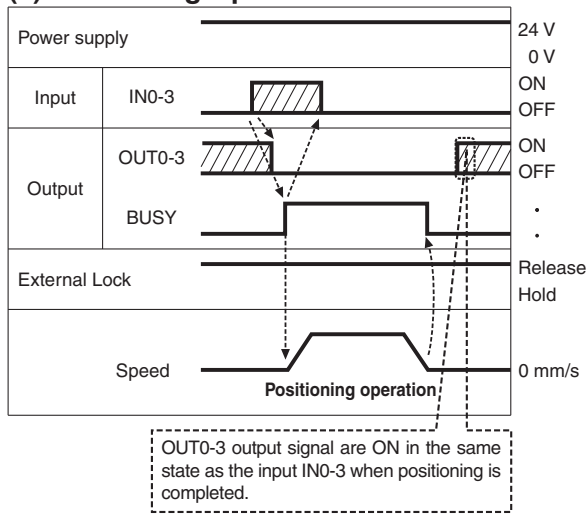 Power supply
24 V
0 V
Input
IN0-3
ON
OFF
Output
OUT0-3
ON
OFF
BUSY
External Lock
Release
Hold
Speed
0 mm/s
Positioning operation
OUT0-3 output signal are ON in the same
state as the input IN0-3 when positioning is
completed.